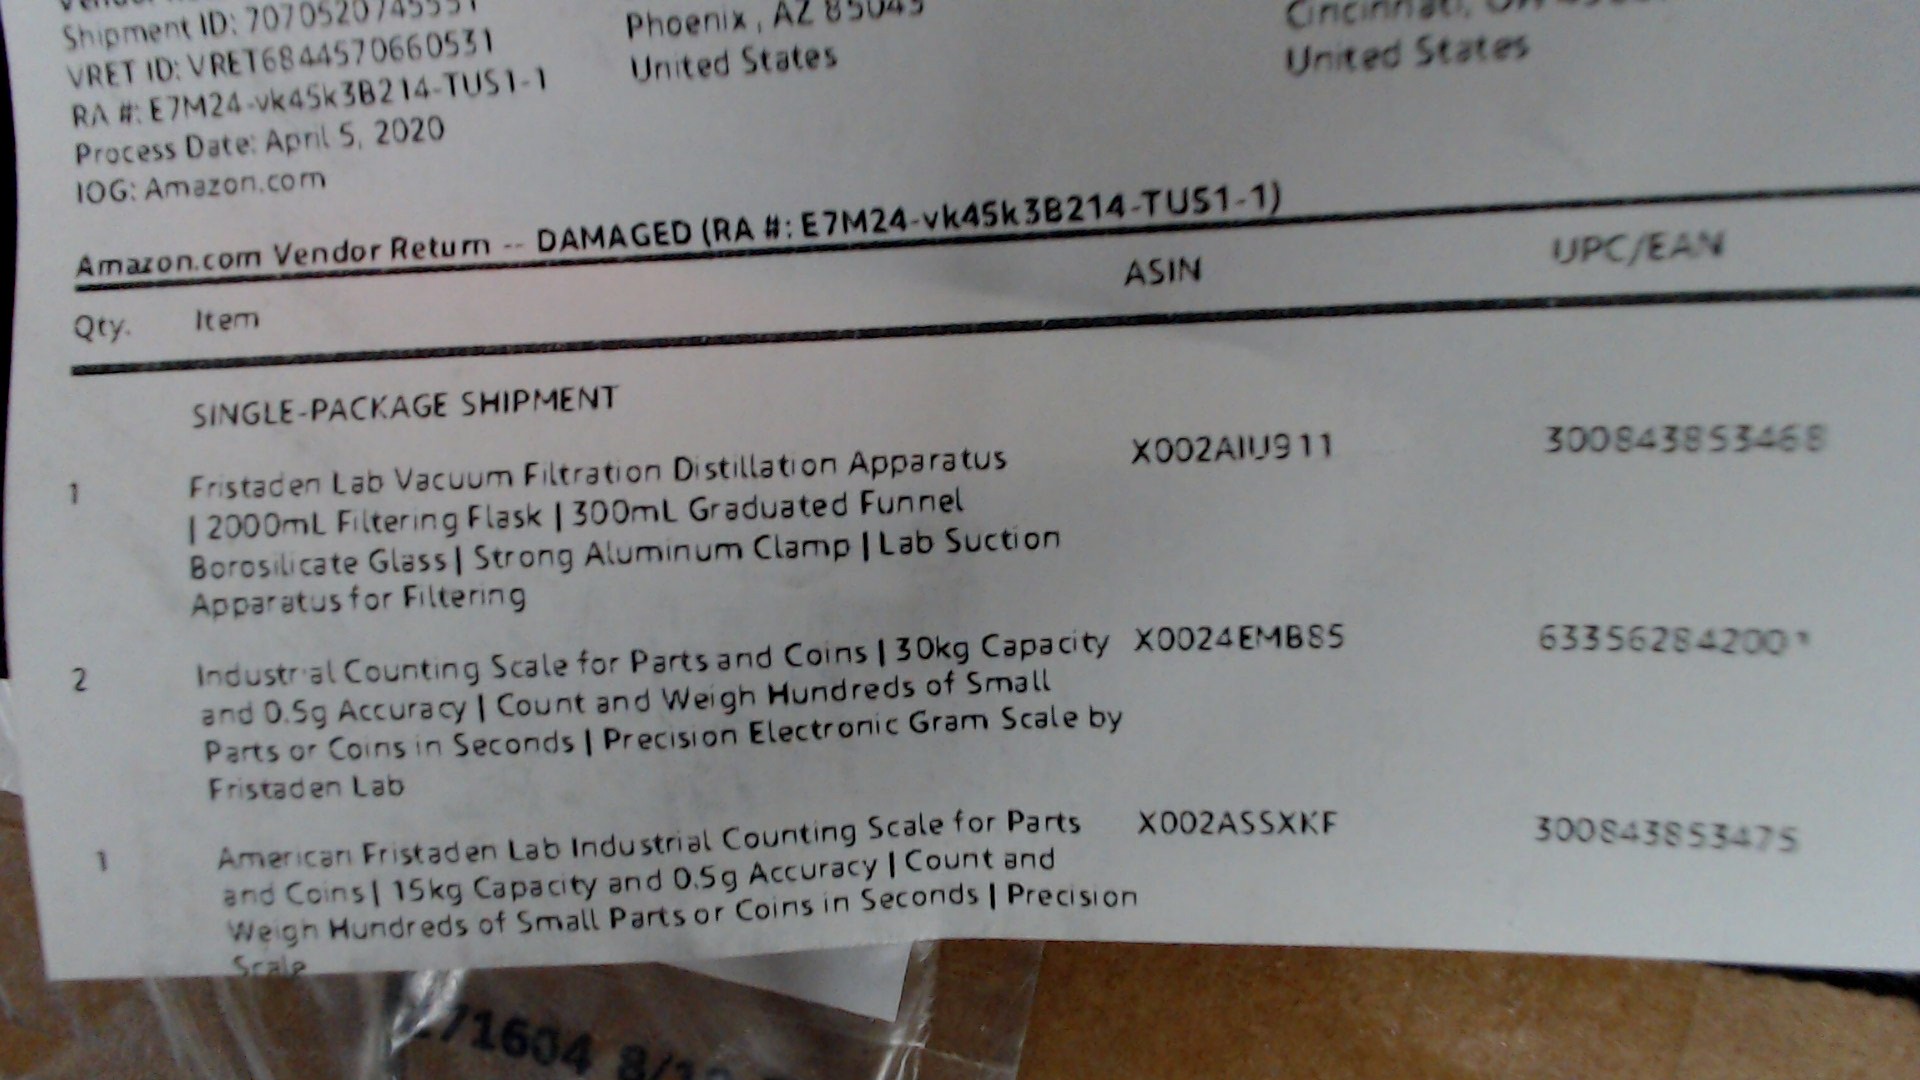 Shipment ID: 7070520745551
VRET ID: VRET6844570660531
RA #: E7M24-vk45k3B214-TUS1-1
Process Date: April 5, 2020
IOG: Amazon.com
Phoenix, AZ 85043
United States
Cincinnati,
United States
Amazon.com Vendor Return -- DAMAGED (RA #: E7M24-vk45k3B214-TUS1-1)
Qty. Item ASIN UPC/EAN
SINGLE-PACKAGE SHIPMENT
1 Fristaden Lab Vacuum Filtration Distillation Apparatus X002AIU911 300843853468
| 2000mL Filtering Flask | 300mL Graduated Funnel
Borosilicate Glass | Strong Aluminum Clamp | Lab Suction
Apparatus for Filtering
2 Industrial Counting Scale for Parts and Coins | 30kg Capacity X0024EMB85
and 0.5g Accuracy | Count and Weigh Hundreds of Small
Parts or Coins in Seconds | Precision Electronic Gram Scale by
Fristaden Lab
1 American Fristaden Lab Industrial Counting Scale for Parts X002ASSXKF 300843853475
and Coins | 15kg Capacity and 0.5g Accuracy | Count and
Weigh Hundreds of Small Parts or Coins in Seconds | Precision
Scale
71604